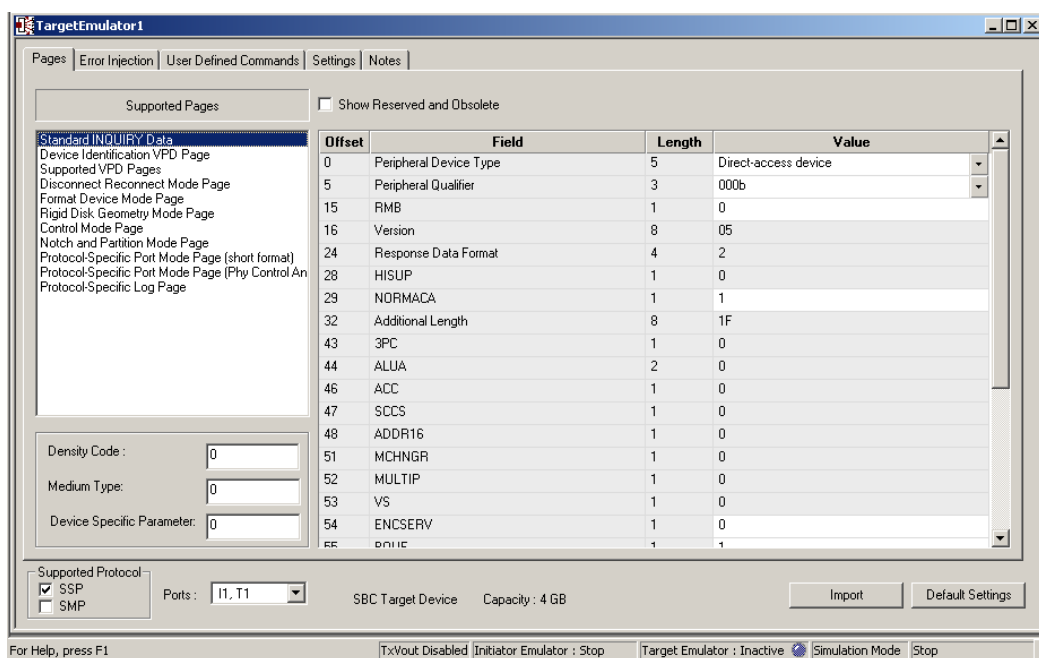 TargetEmulator1
Pages Error Injection User Defined Commands Settings Notes
Supported Pages
Show Reserved and Obsolete
Standard INQUIRY Data
Device Identification VPD Page
Supported VPD Pages
Disconnect Reconnect Mode Page
Format Device Mode Page
Rigid Disk Geometry Mode Page
Control Mode Page
Notch and Partition Mode Page
Protocol-Specific Port Mode Page (short format)
Protocol-Specific Port Mode Page (Phy Control An
Protocol-Specific Log Page
Offset Field Length Value
0 Peripheral Device Type 5 Direct-access device
5 Peripheral Qualifier 3 000b
15 RMB 1 0
16 Version 8 05
24 Response Data Format 4 2
28 HISUP 1 0
29 NORMACA 1 1
32 Additional Length 8 1F
43 3PC 1 0
44 ALUA 2 0
46 ACC 1 0
47 SCCS 1 0
48 ADDR16 1 0
51 MCHNGR 1 0
52 MULTIP 1 0
53 VS 1 0
54 ENCSERV 1 0
55 1 1
Density Code : 0
Medium Type: 0
Device Specific Parameter: 0
Supported Protocol
SSP
SMP
Ports : I1, T1
SBC Target Device Capacity : 4 GB
Import Default Settings
For Help, press F1 TxVout Disabled Initiator Emulator : Stop Target Emulator : Inactive Simulation Mode Stop